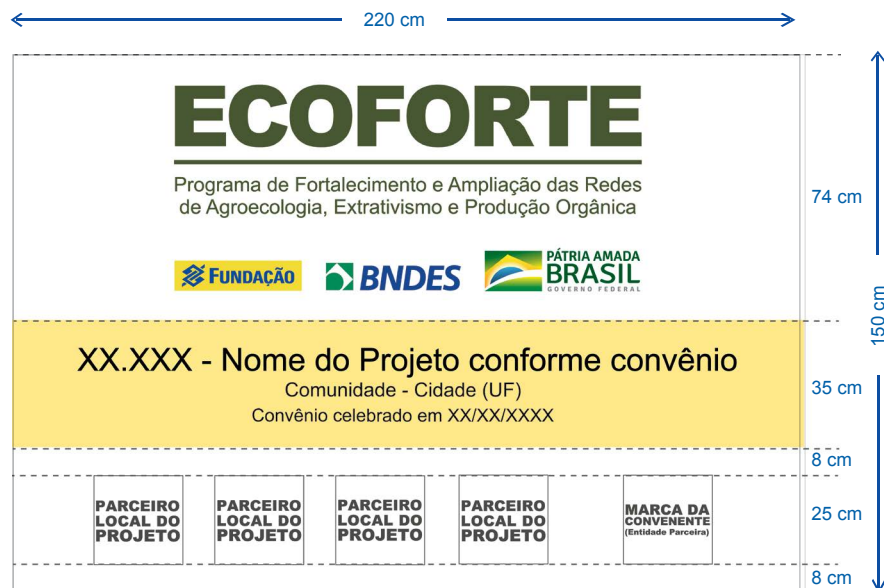 220 cm
ECOFORTE
Programa de Fortalecimento e Ampliação das Redes
de Agroecologia, Extrativismo e Produção Orgânica
74 cm
FUNDAÇÃO
BNDES
PÁTRIA AMADA
BRASIL
GOVERNO FEDERAL
150 cm
XX.XXX - Nome do Projeto conforme convênio
Comunidade - Cidade (UF)
Convênio celebrado em XX/XX/XXXX
35 cm
8 cm
PARCEIRO
LOCAL DO
PROJETO
PARCEIRO
LOCAL DO
PROJETO
PARCEIRO
LOCAL DO
PROJETO
PARCEIRO
LOCAL DO
PROJETO
MARCA DA
CONVENENTE
(Entidade Parceira)
25 cm
8 cm